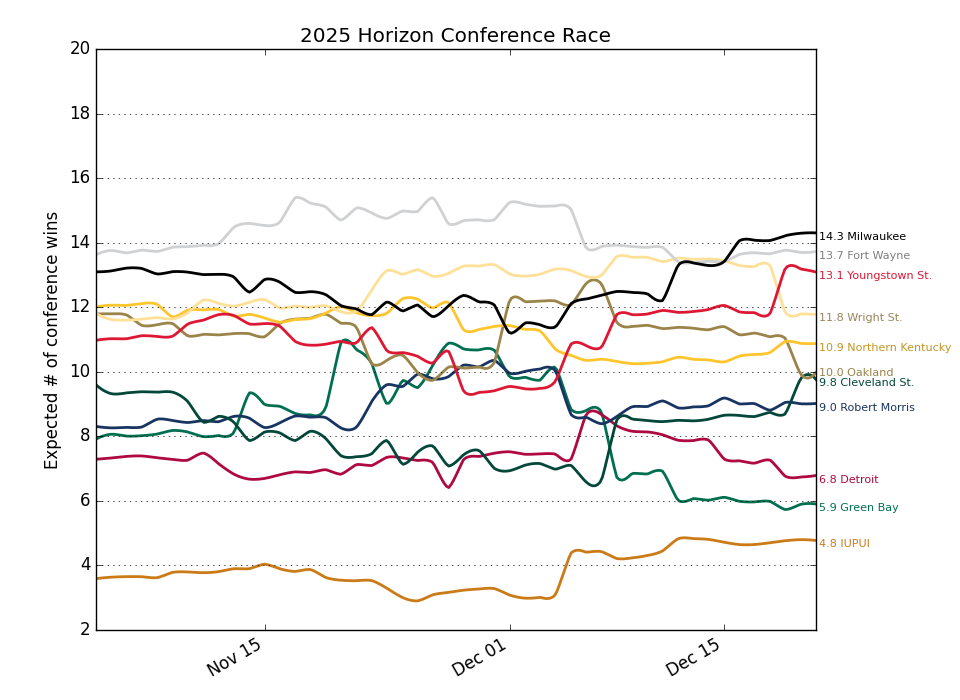 2025 Horizon Conference Race
Expected # of conference wins
20
18
16
14
12
10
8
6
4
2
Nov 15
Dec 01
Dec 15
14.3 Milwaukee
13.7 Fort Wayne
13.1 Youngstown St.
11.8 Wright St.
10.9 Northern Kentucky
10.0 Oakland
9.8 Cleveland St.
9.0 Robert Morris
6.8 Detroit
5.9 Green Bay
4.8 IUPUI